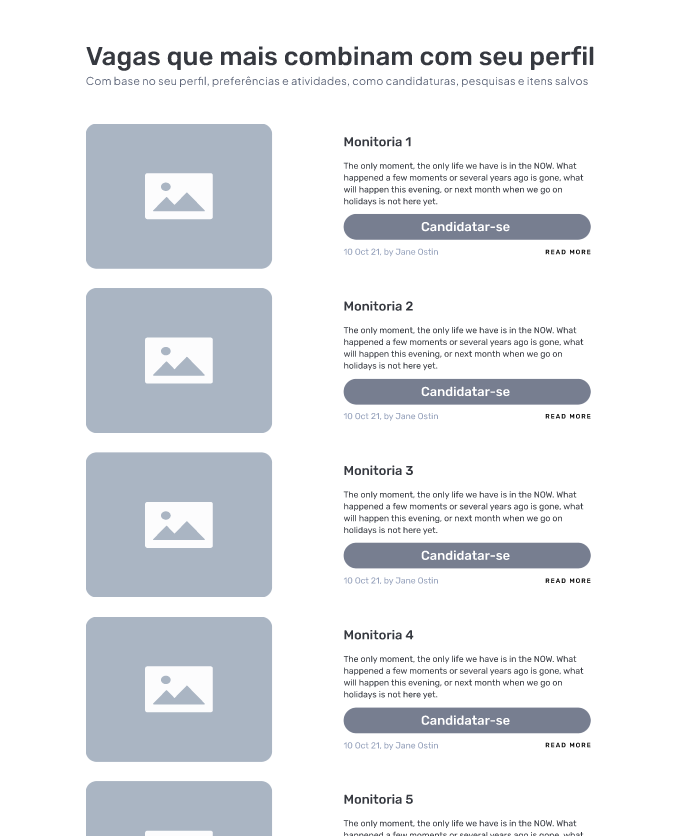 Vagas que mais combinam com seu perfil
Com base no seu perfil, preferências e atividades, como candidaturas, pesquisas e itens salvos
Monitoria 1
The only moment, the only life we have is in the NOW. What
happened a few moments or several years ago is gone, what
will happen this evening, or next month when we go on
holidays is not here yet.
Candidatar-se
10 Oct 21, by Jane Ostin
READ MORE
Monitoria 2
The only moment, the only life we have is in the NOW. What
happened a few moments or several years ago is gone, what
will happen this evening, or next month when we go on
holidays is not here yet.
Candidatar-se
10 Oct 21, by Jane Ostin
READ MORE
Monitoria 3
The only moment, the only life we have is in the NOW. What
happened a few moments or several years ago is gone, what
will happen this evening, or next month when we go on
holidays is not here yet.
Candidatar-se
10 Oct 21, by Jane Ostin
READ MORE
Monitoria 4
The only moment, the only life we have is in the NOW. What
happened a few moments or several years ago is gone, what
will happen this evening, or next month when we go on
holidays is not here yet.
Candidatar-se
10 Oct 21, by Jane Ostin
READ MORE
Monitoria 5
The only moment, the only life we have is in the NOW. What
happened a few moments or several years ago is gone, what